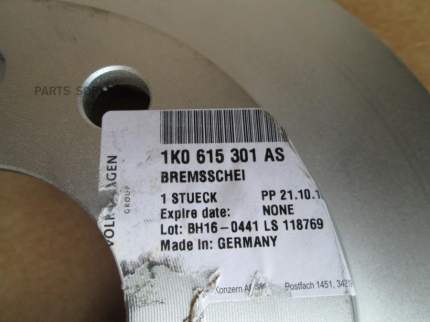 PARTS SOFT
1K0 615 301 AS
BREMSSCHEI
1 STUECK PP 21.10.1
Expire date: NONE
Lot: BH16-0441 LS 118769
Made in: GERMANY
GROUP
Konzern Postfach 1451,